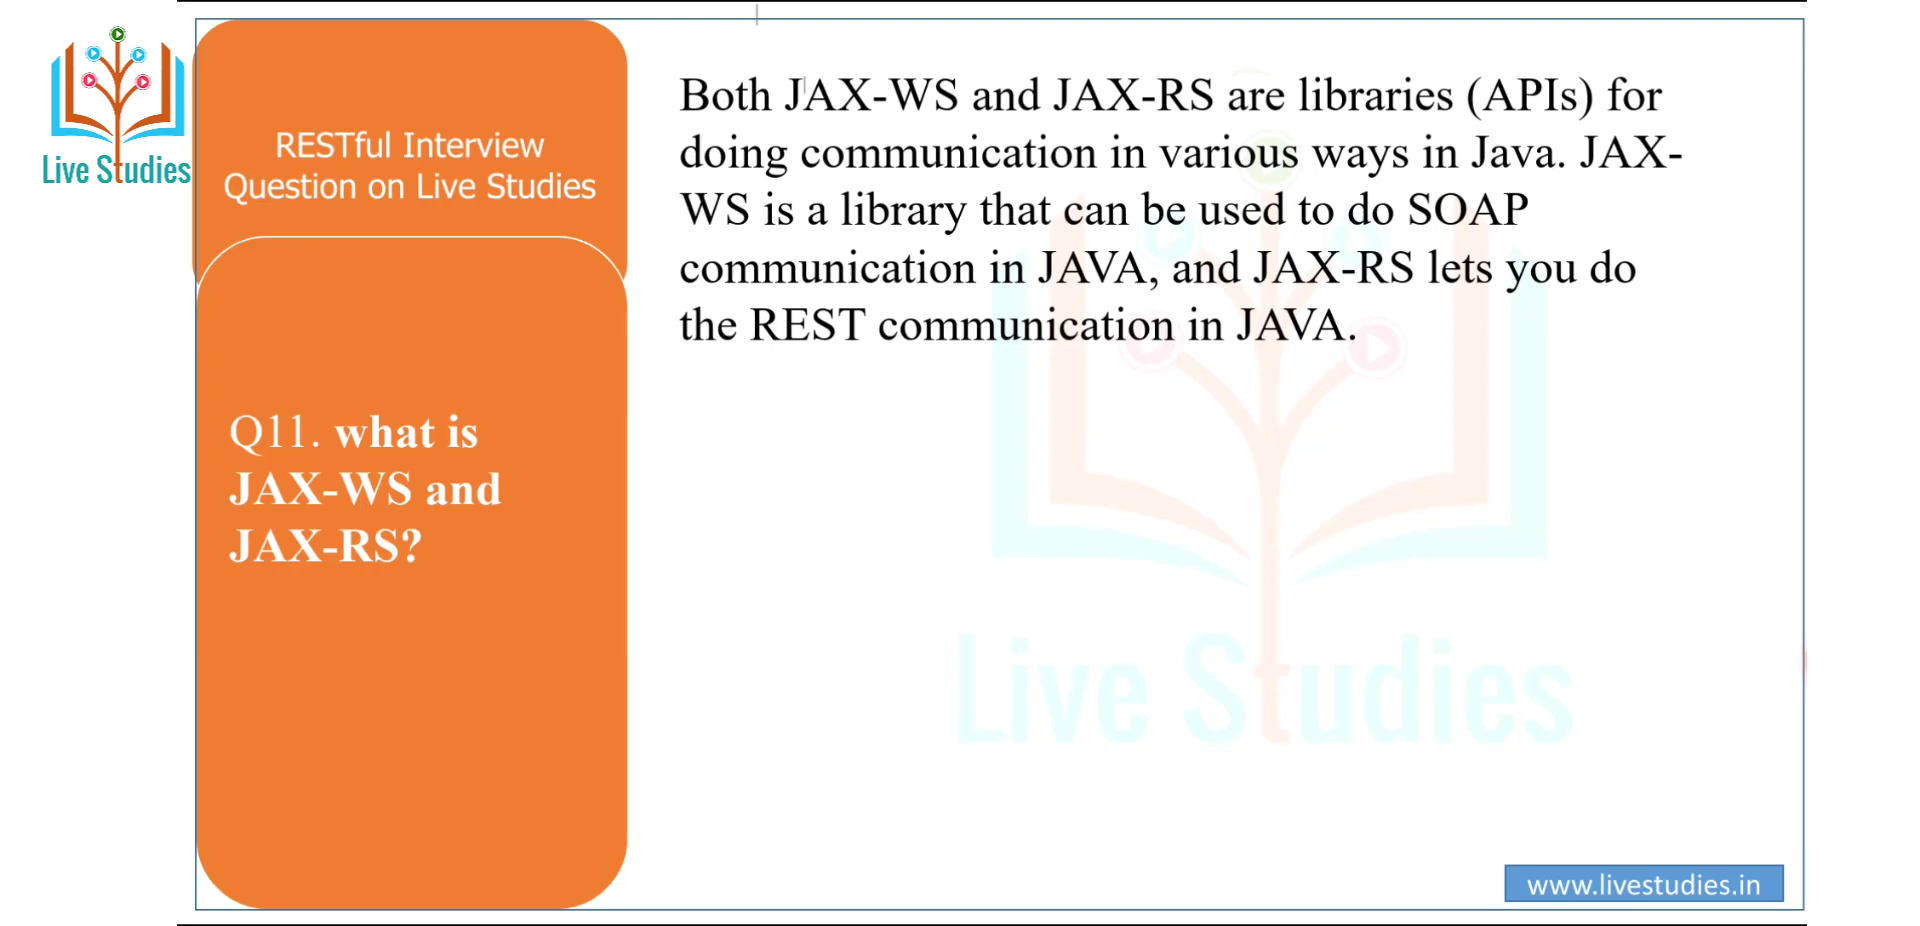 Live Studies
RESTful Interview
Question on Live Studies
Q11. what is
JAX-WS and
JAX-RS?
Both JAX-WS and JAX-RS are libraries (APIs) for
doing communication in various ways in Java. JAX-
WS is a library that can be used to do SOAP
communication in JAVA, and JAX-RS lets you do
the REST communication in JAVA.
Live Studies
www.livestudies.in